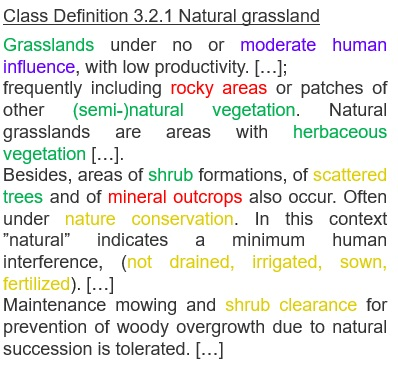 Class Definition 3.2.1 Natural grassland
Grasslands under no or moderate human
influence, with low productivity. […];
frequently including rocky areas or patches of
other (semi-)natural vegetation. Natural
grasslands are areas with herbaceous
vegetation […].
Besides, areas of shrub formations, of scattered
trees and of mineral outcrops also occur. Often
under nature conservation. In this context
”natural” indicates a minimum human
interference, (not drained, irrigated, sown,
fertilized). […]
Maintenance mowing and shrub clearance for
prevention of woody overgrowth due to natural
succession is tolerated. […]